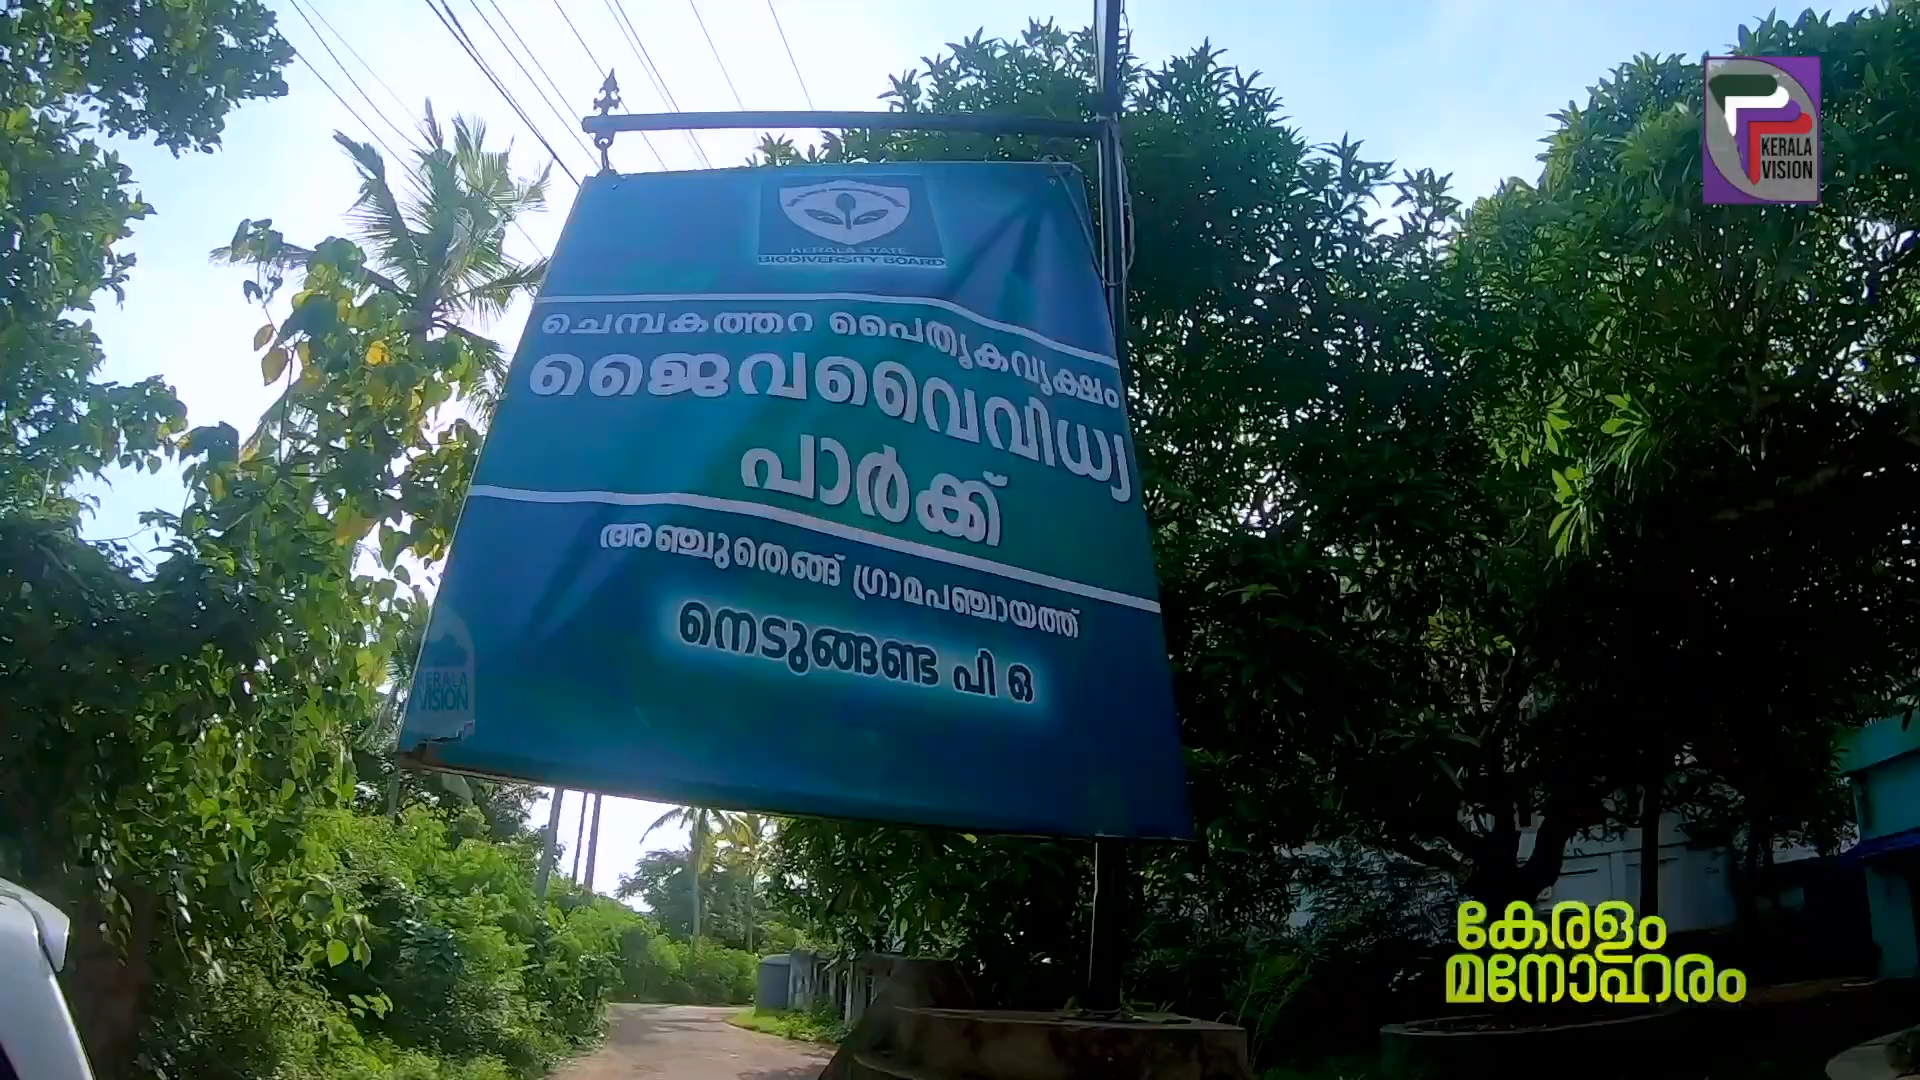 KERALA STATE
BIODIVERSITY BOARD
ചെമ്പകത്തറ പൈതൃകവൃക്ഷം
ജൈവവൈവിധ്യ
പാർക്ക്
അഞ്ചുതെങ്ങ് ഗ്രാമപഞ്ചായത്ത്
നെടുങ്ങണ്ട പി ഒ
KERALA
VISION
KERALA
VISION
കേരളം
മനോഹരം